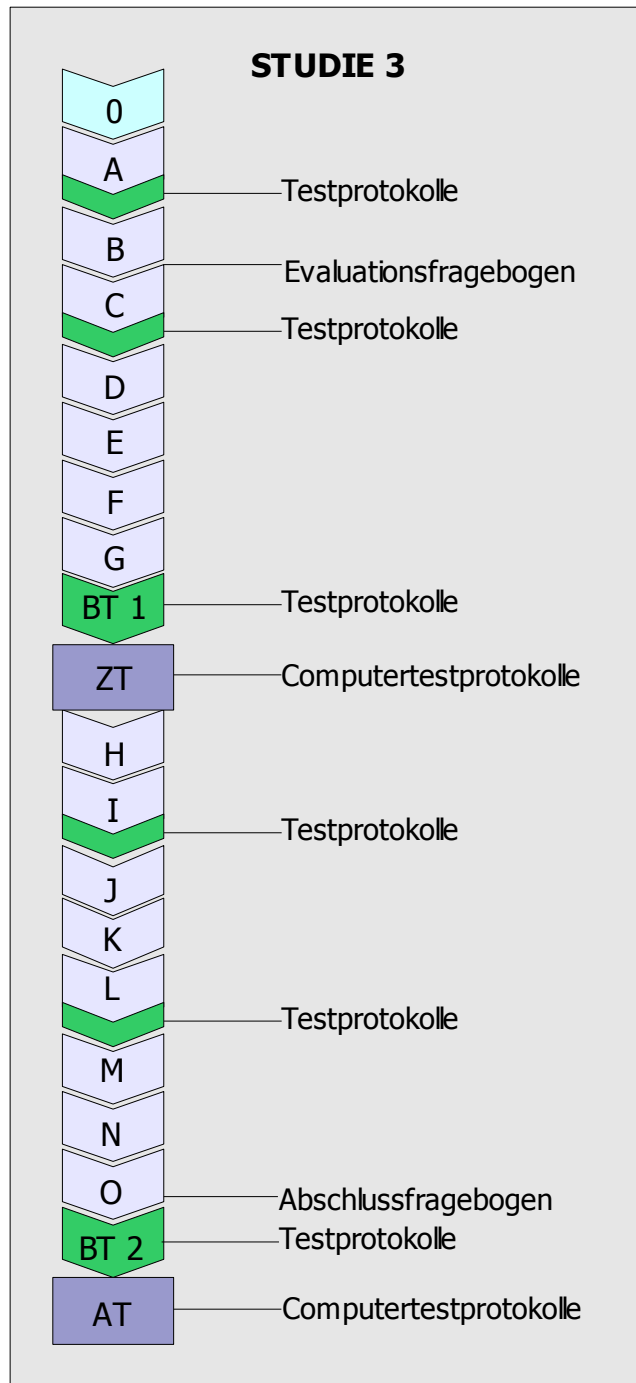 STUDIE 3
0
A
Testprotokolle
B
Evaluationsfragebogen
C
Testprotokolle
D
E
F
G
BT 1
Testprotokolle
ZT
Computertestprotokolle
H
I
Testprotokolle
J
K
L
Testprotokolle
M
N
O
Abschlussfragebogen
BT 2
Testprotokolle
AT
Computertestprotokolle